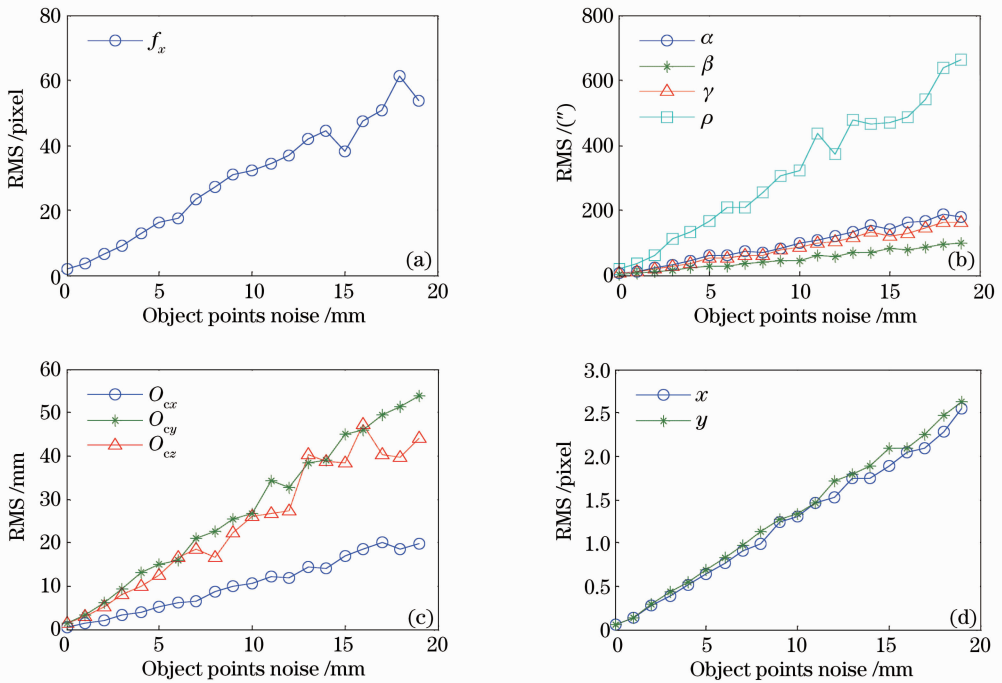 80
60
40
20
0
RMS /pixel
f_x
(a)
0 5 10 15 20
Object points noise /mm
800
600
400
200
0
RMS /(″)
α
β
γ
ρ
(b)
0 5 10 15 20
Object points noise /mm
60
50
40
30
20
10
0
RMS /mm
O_cx
O_cy
O_cz
(c)
0 5 10 15 20
Object points noise /mm
3.0
2.5
2.0
1.5
1.0
0.5
0
RMS /pixel
x
y
(d)
0 5 10 15 20
Object points noise /mm